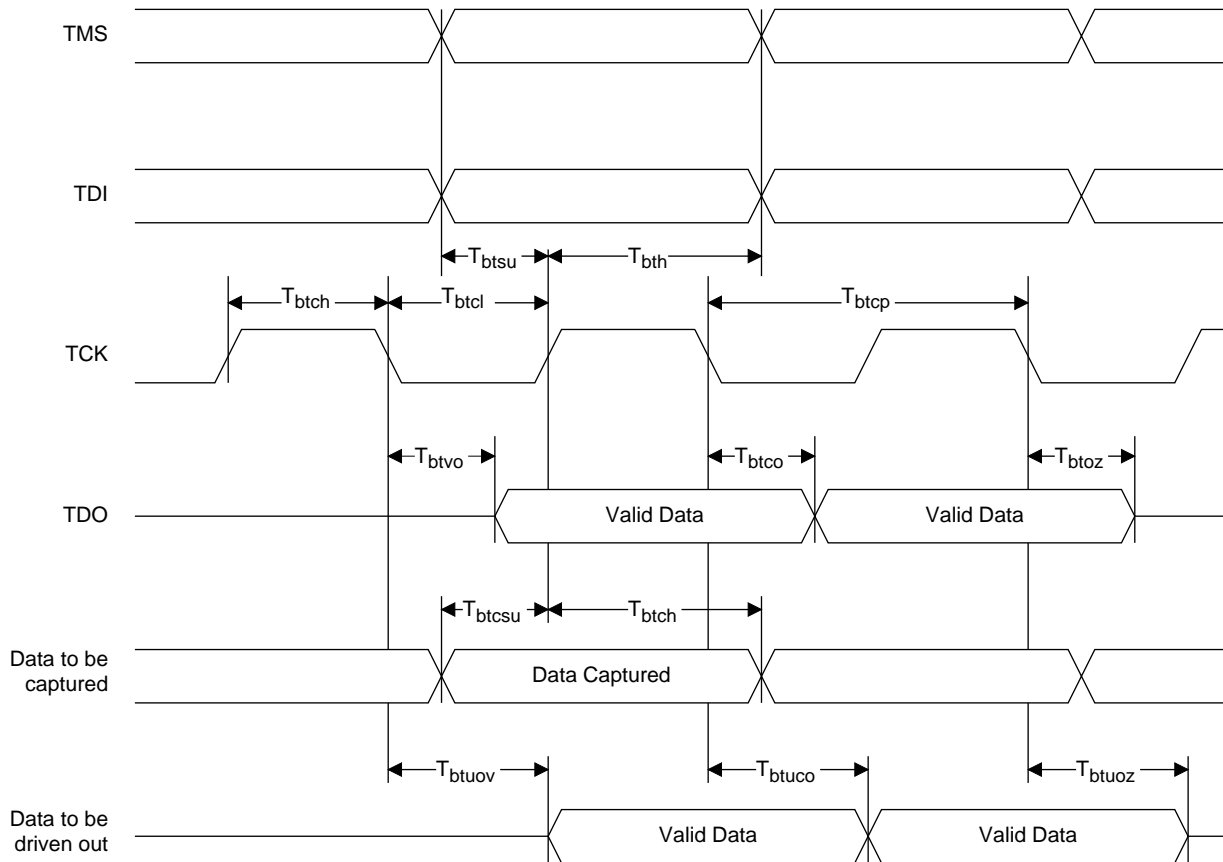 TMS
TDI
Tbtsu
Tbth
Tbtch
Tbtcl
Tbtcp
TCK
Tbtvo
Tbtco
Tbtoz
TDO
Valid Data
Valid Data
Tbtcsu
Tbtch
Data to be
captured
Data Captured
Tbtuov
Tbtuco
Tbtuoz
Data to be
driven out
Valid Data
Valid Data